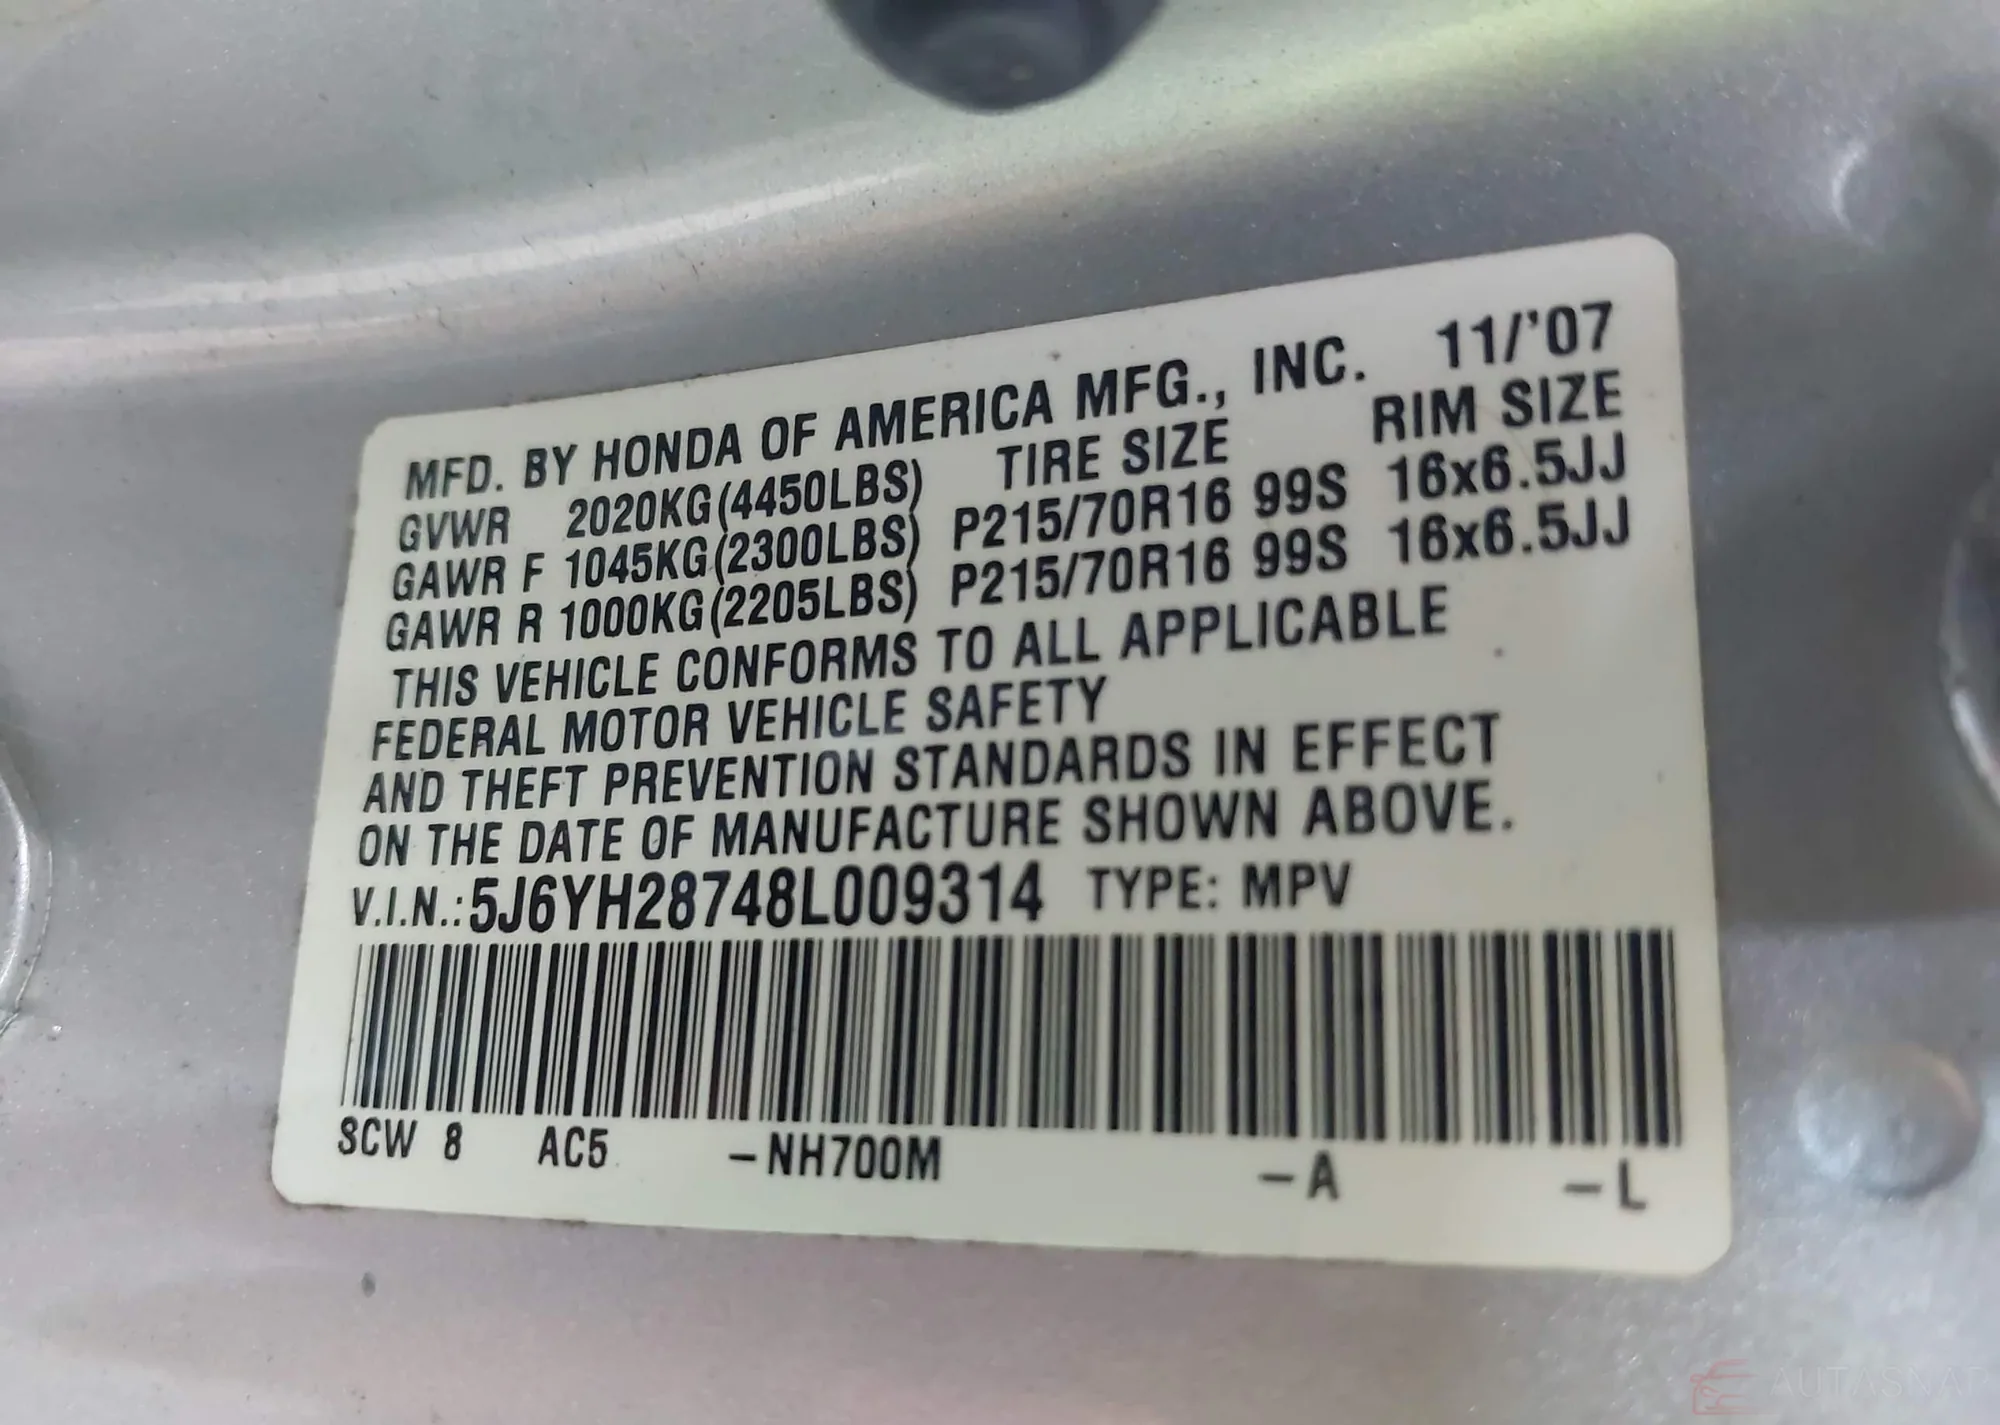 MFD. BY HONDA OF AMERICA MFG., INC. 11/'07
GVWR 2020KG(4450LBS) TIRE SIZE RIM SIZE
GAWR F 1045KG(2300LBS) P215/70R16 99S 16x6.5JJ
GAWR R 1000KG(2205LBS) P215/70R16 99S 16x6.5JJ
THIS VEHICLE CONFORMS TO ALL APPLICABLE
FEDERAL MOTOR VEHICLE SAFETY
AND THEFT PREVENTION STANDARDS IN EFFECT
ON THE DATE OF MANUFACTURE SHOWN ABOVE.
V.I.N.:5J6YH28748L009314 TYPE: MPV
SCW 8 AC5 –NH700M –A –L